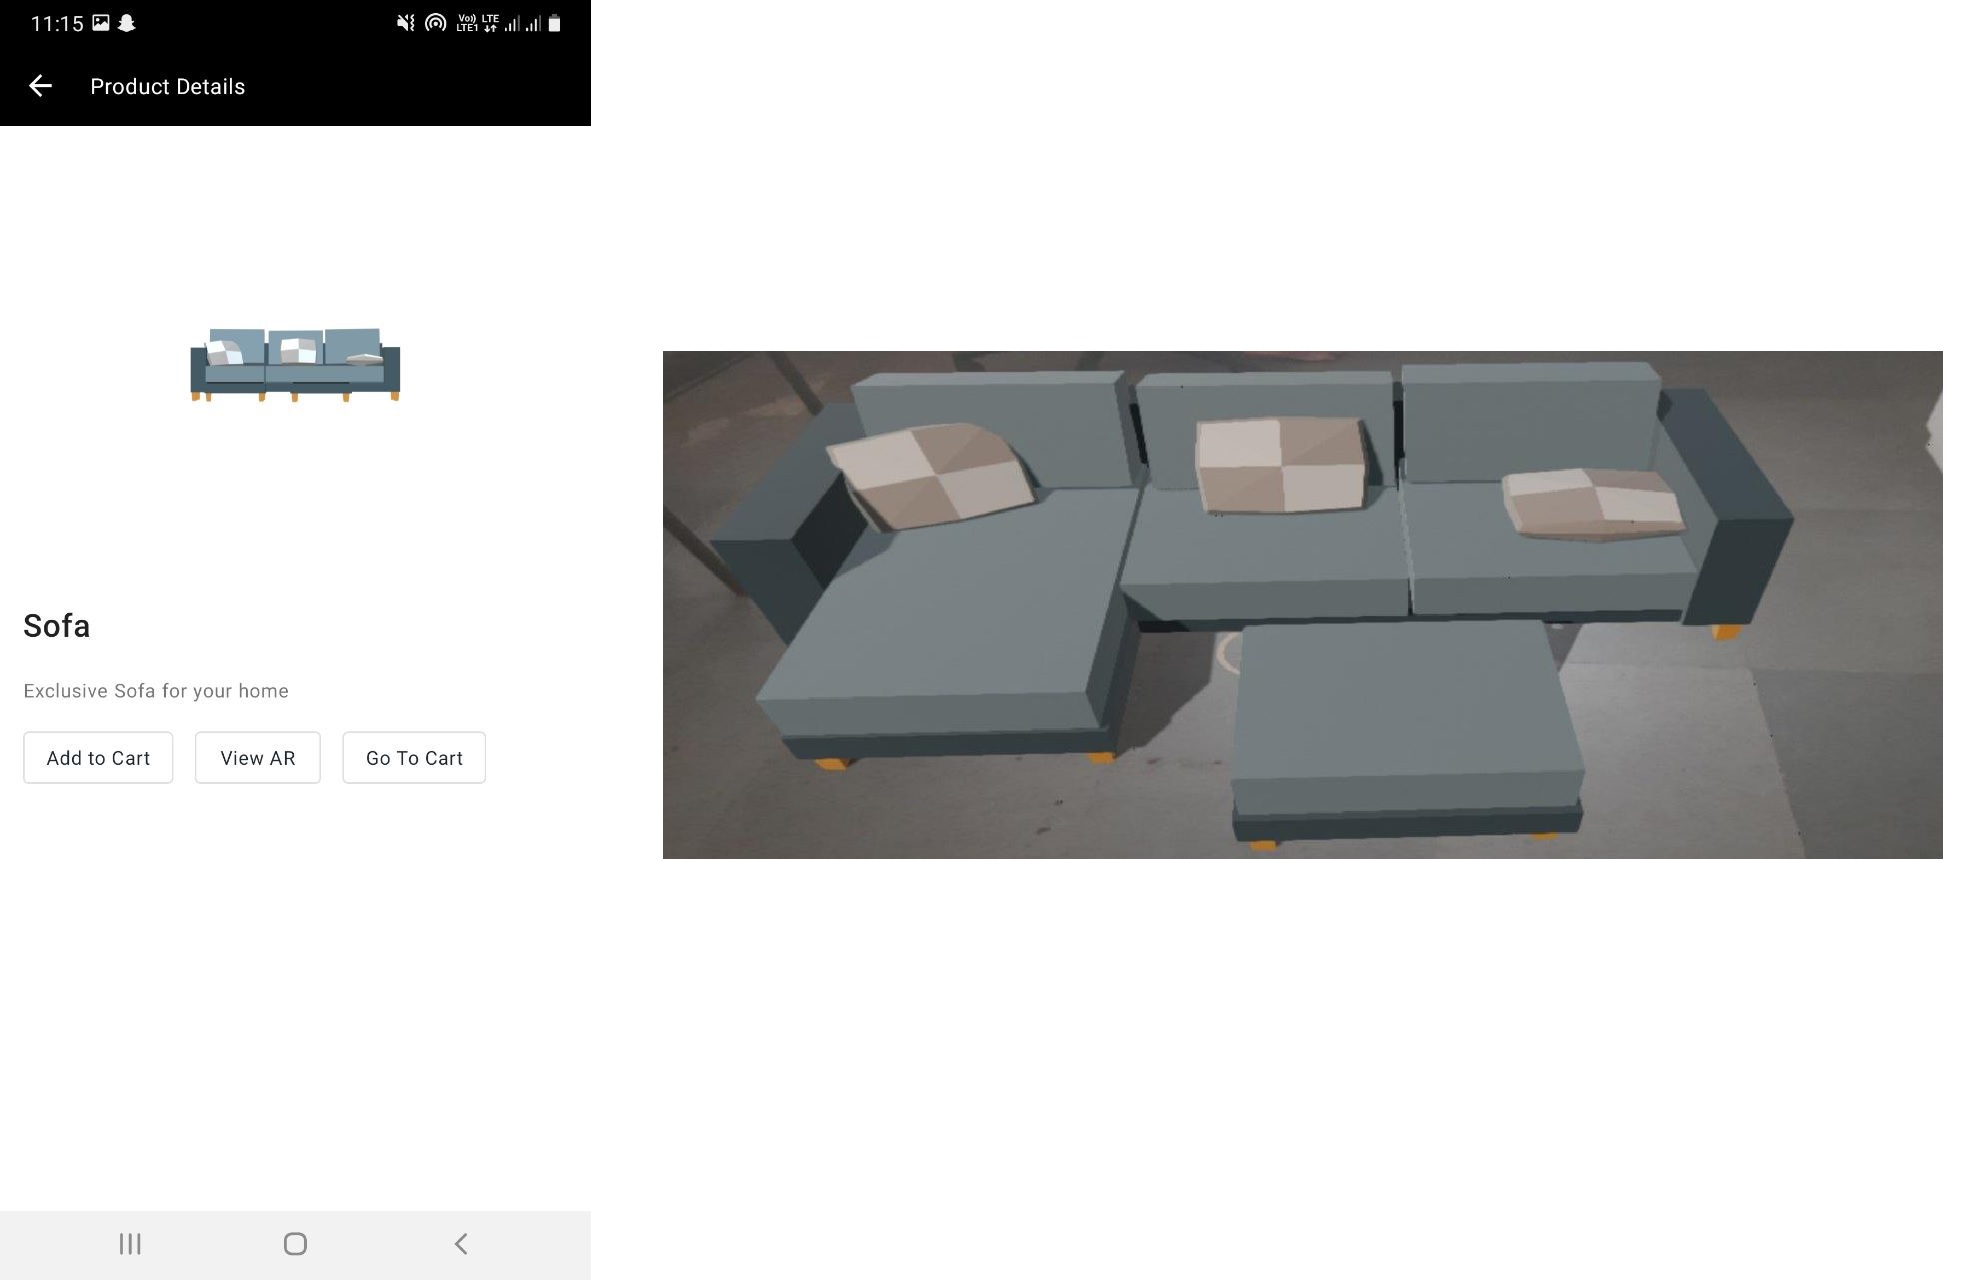 11:15 Vo)) LTE
LTE1
Product Details
Sofa
Exclusive Sofa for your home
Add to Cart View AR Go To Cart